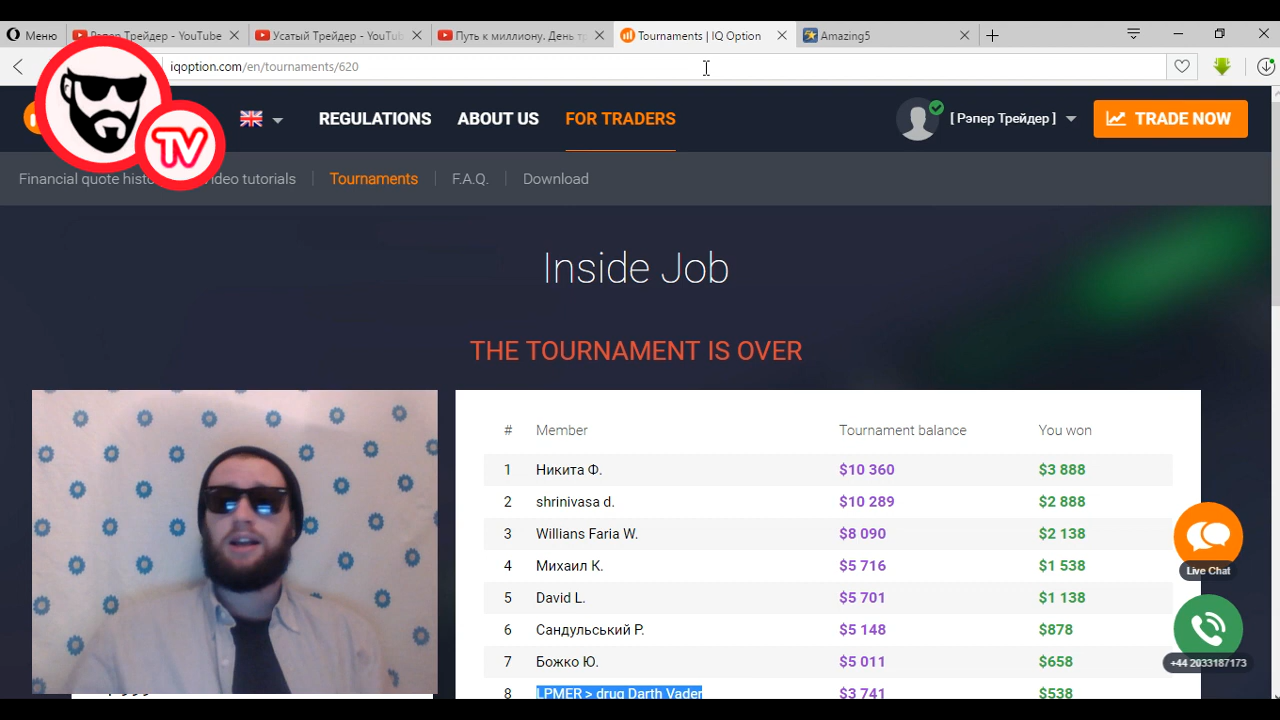 Меню
Рэпер Трейдер - YouTube
Усатый Трейдер - YouTub
Путь к миллиону. День тр
Tournaments | IQ Option
Amazing5
iqoption.com/en/tournaments/620
TV
REGULATIONS
ABOUT US
FOR TRADERS
[ Рэпер Трейдер ]
TRADE NOW
Financial quote histo
ideo tutorials
Tournaments
F.A.Q.
Download
Inside Job
THE TOURNAMENT IS OVER
# Member Tournament balance You won
1 Никита Ф. $10 360 $3 888
2 shrinivasa d. $10 289 $2 888
3 Willians Faria W. $8 090 $2 138
4 Михаил К. $5 716 $1 538
5 David L. $5 701 $1 138
6 Сандульський Р. $5 148 $878
7 Божко Ю. $5 011 $658
8 LPMER > drug Darth Vader $3 741 $538
Live Chat
+44 2033187173